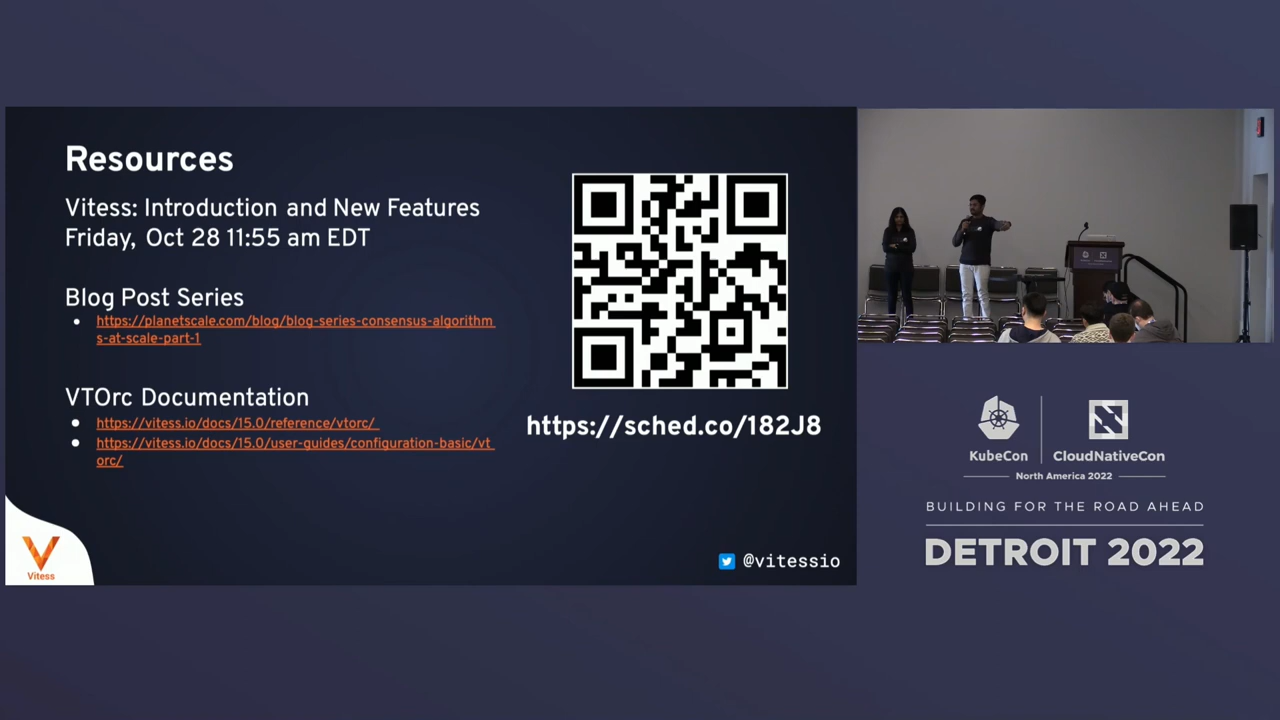 Resources
Vitess: Introduction and New Features
Friday, Oct 28 11:55 am EDT
Blog Post Series
https://planetscale.com/blog/blog-series-consensus-algorithm
s-at-scale-part-1
VTOrc Documentation
https://vitess.io/docs/15.0/reference/vtorc/
https://vitess.io/docs/15.0/user-guides/configuration-basic/vt
orc/
https://sched.co/182J8
Vitess
@vitessio
KubeCon
CloudNativeCon
North America 2022
BUILDING FOR THE ROAD AHEAD
DETROIT 2022